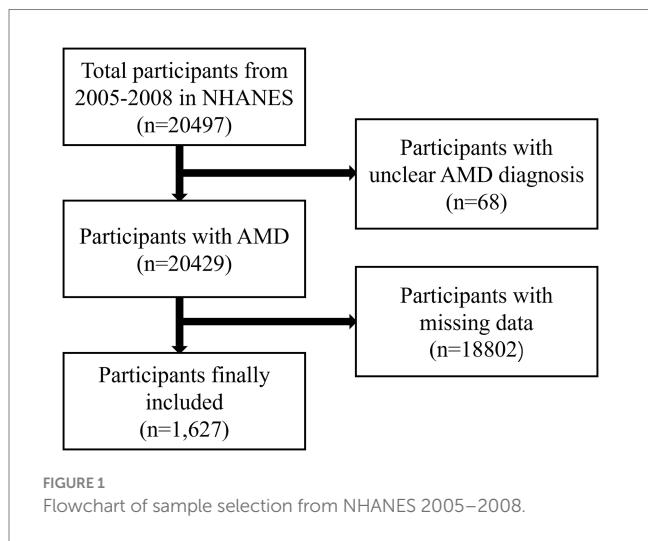 Total participants from
2005-2008 in NHANES
(n=20497)
Participants with
unclear AMD diagnosis
(n=68)
Participants with AMD
(n=20429)
Participants with
missing data
(n=18802)
Participants finally
included
(n=1,627)
FIGURE 1
Flowchart of sample selection from NHANES 2005–2008.